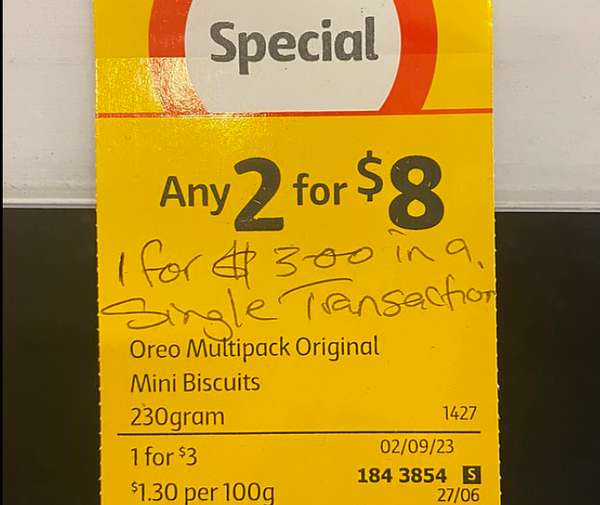 Special
Any 2 for $8
1 for $ 3-00 in a
Single Transaction
Oreo Multipack Original
Mini Biscuits
230gram 1427
1 for $3 02/09/23
184 3854 S
$1.30 per 100g 27/06